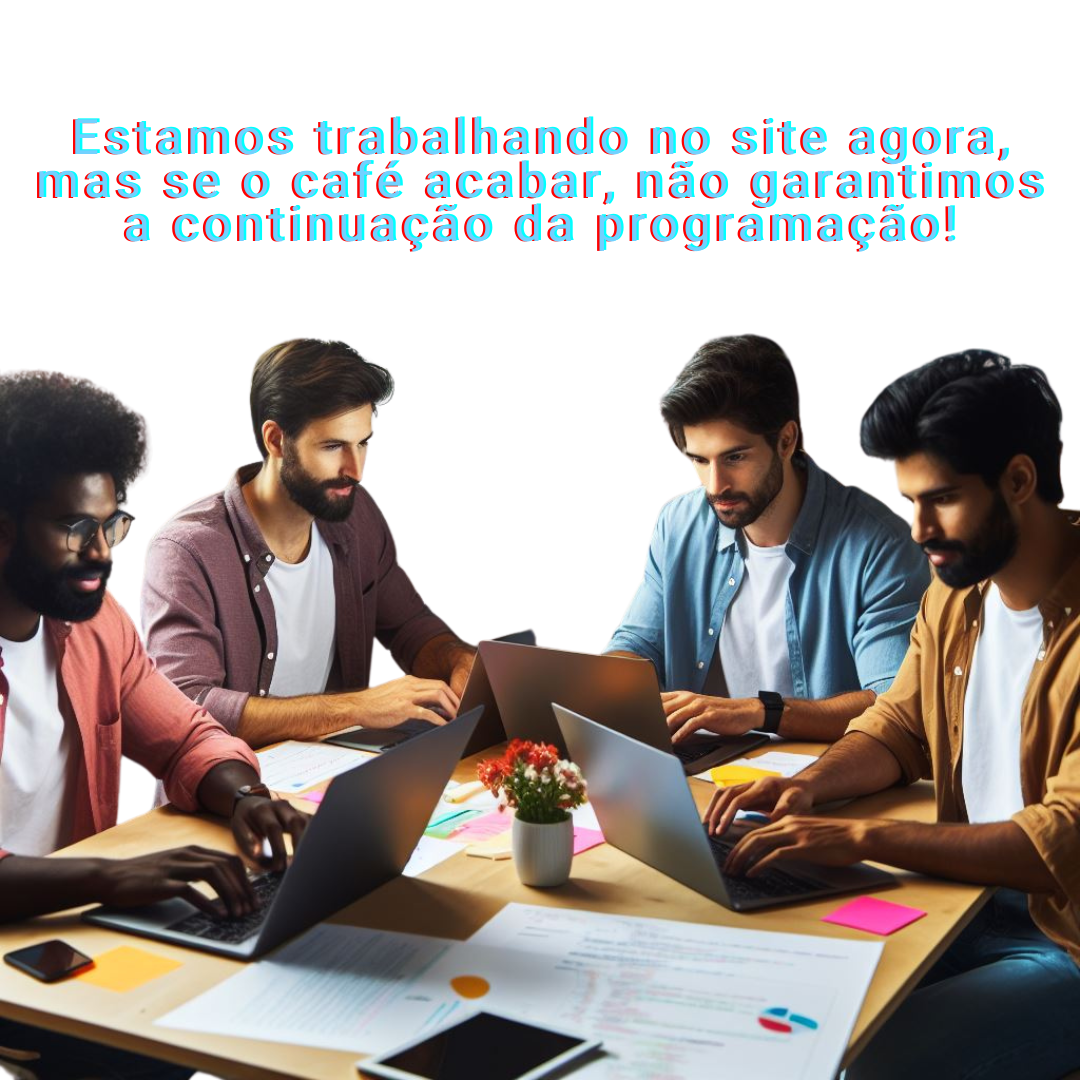 Estamos trabalhando no site agora,
mas se o café acabar, não garantimos
a continuação da programação!